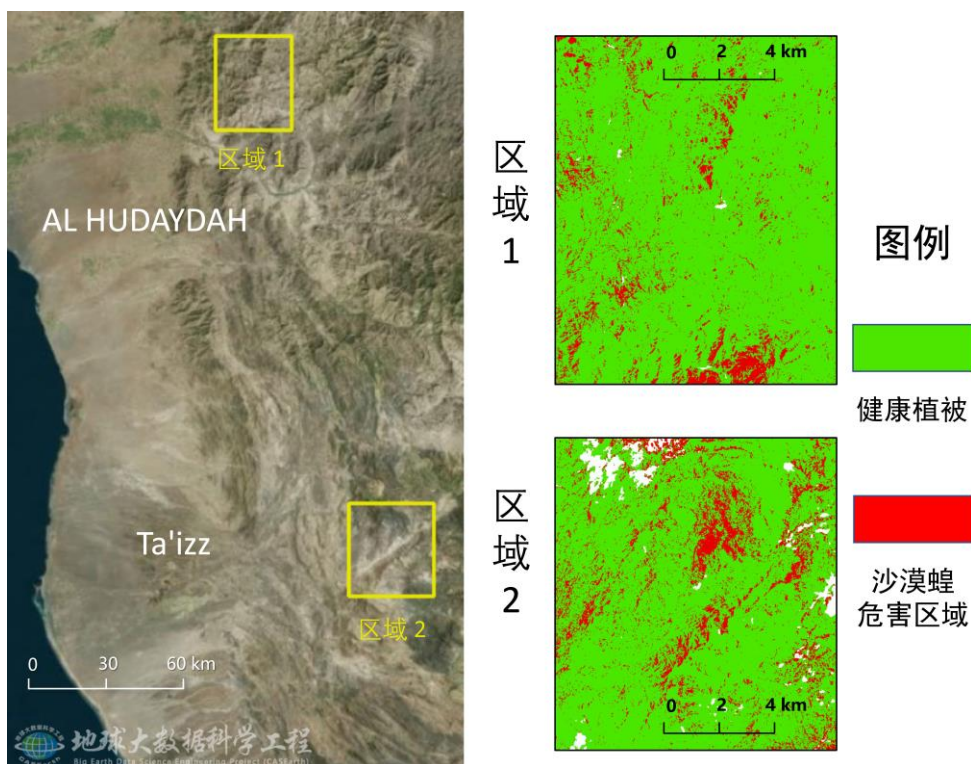 区域 1
AL HUDAYDAH
Ta'izz
区域 2
0 30 60 km
地球大数据科学工程
Big Earth Data Science Engineering Project (CASEarth)
区
域
1
0 2 4 km
区
域
2
0 2 4 km
图例
健康植被
沙漠蝗
危害区域